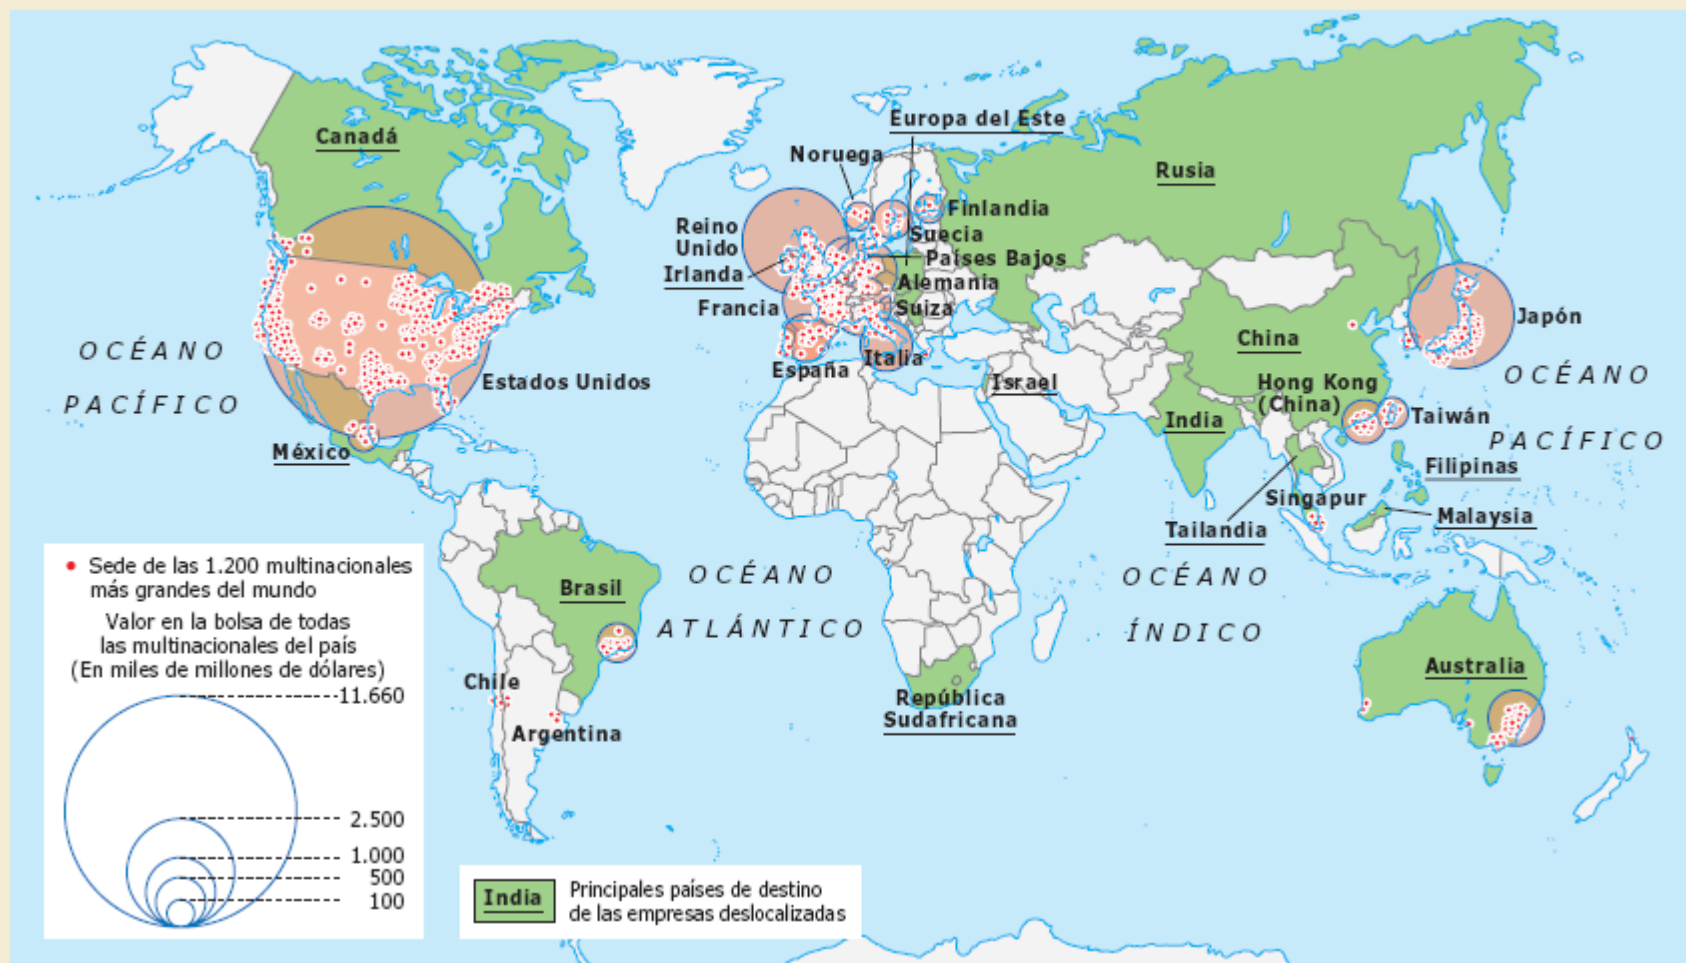 Canadá
Europa del Este
Noruega
Rusia
Reino
Unido
Finlandia
Suecia
Irlanda
Países Bajos
Alemania
Francia
Suiza
Japón
OCÉANO
PACÍFICO
China
España
Italia
Estados Unidos
Israel
Hong Kong
(China)
OCÉANO
PACÍFICO
India
Taiwán
México
Filipinas
Singapur
Malaysia
Tailandia
Brasil
OCÉANO
ATLÁNTICO
OCÉANO
ÍNDICO
Chile
Argentina
República
Sudafricana
Australia
Sede de las 1.200 multinacionales
más grandes del mundo
Valor en la bolsa de todas
las multinacionales del país
(En miles de millones de dólares)
11.660
2.500
1.000
500
100
India
Principales países de destino
de las empresas deslocalizadas